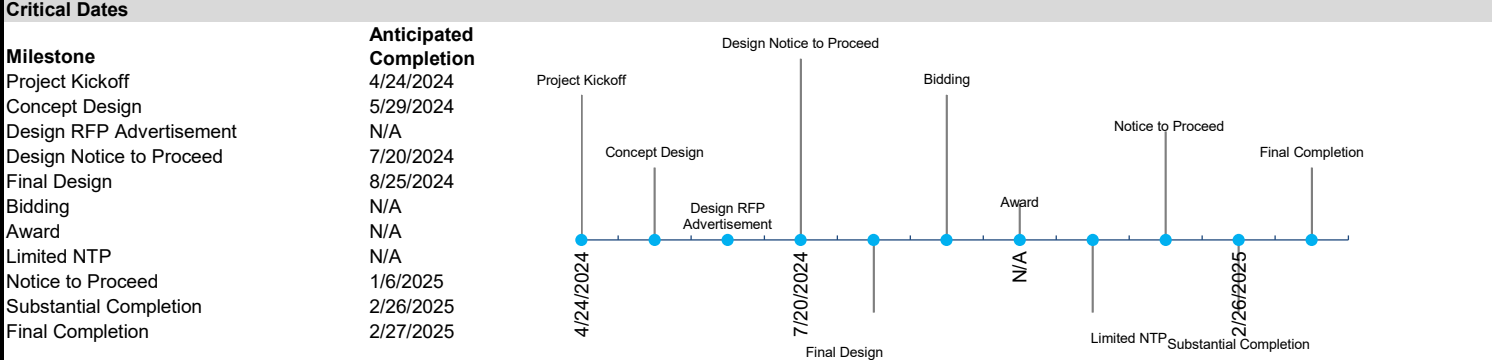 Critical Dates
Milestone Anticipated Completion
Project Kickoff 4/24/2024
Concept Design 5/29/2024
Design RFP Advertisement N/A
Design Notice to Proceed 7/20/2024
Final Design 8/25/2024
Bidding N/A
Award N/A
Limited NTP N/A
Notice to Proceed 1/6/2025
Substantial Completion 2/26/2025
Final Completion 2/27/2025
Design Notice to Proceed
Project Kickoff
Bidding
Notice to Proceed
Concept Design
Final Completion
Award
Design RFP
Advertisement
4/24/2024
7/20/2024
N/A
2/26/2025
Limited NTP
Substantial Completion
Final Design